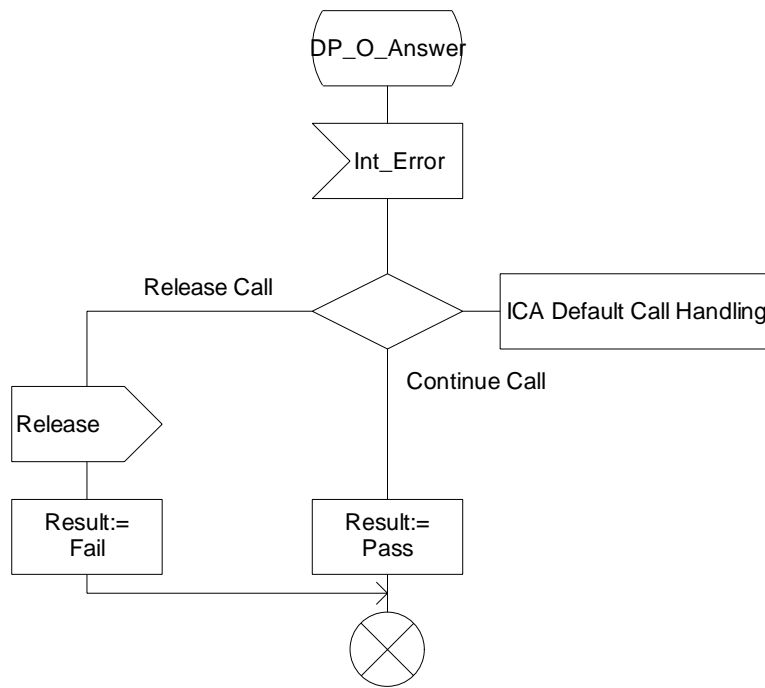 DP_O_Answer
Int_Error
Release Call
ICA Default Call Handling
Continue Call
Release
Result:=
Fail
Result:=
Pass